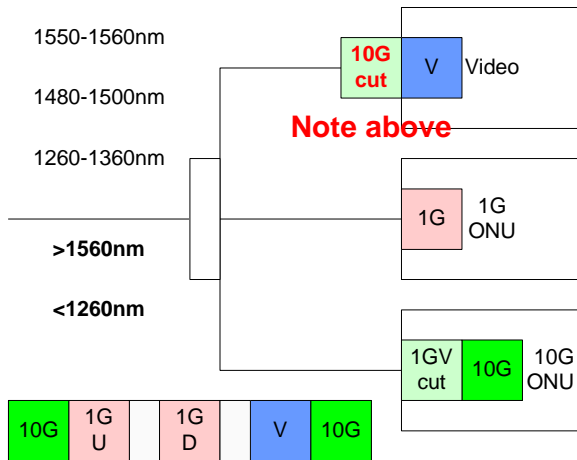 1550-1560nm
1480-1500nm
1260-1360nm
>1560nm
<1260nm
10G
cut
V
Video
Note above
1G
1G
ONU
1GV
cut
10G
10G
ONU
10G
1G
U
1G
D
V
10G